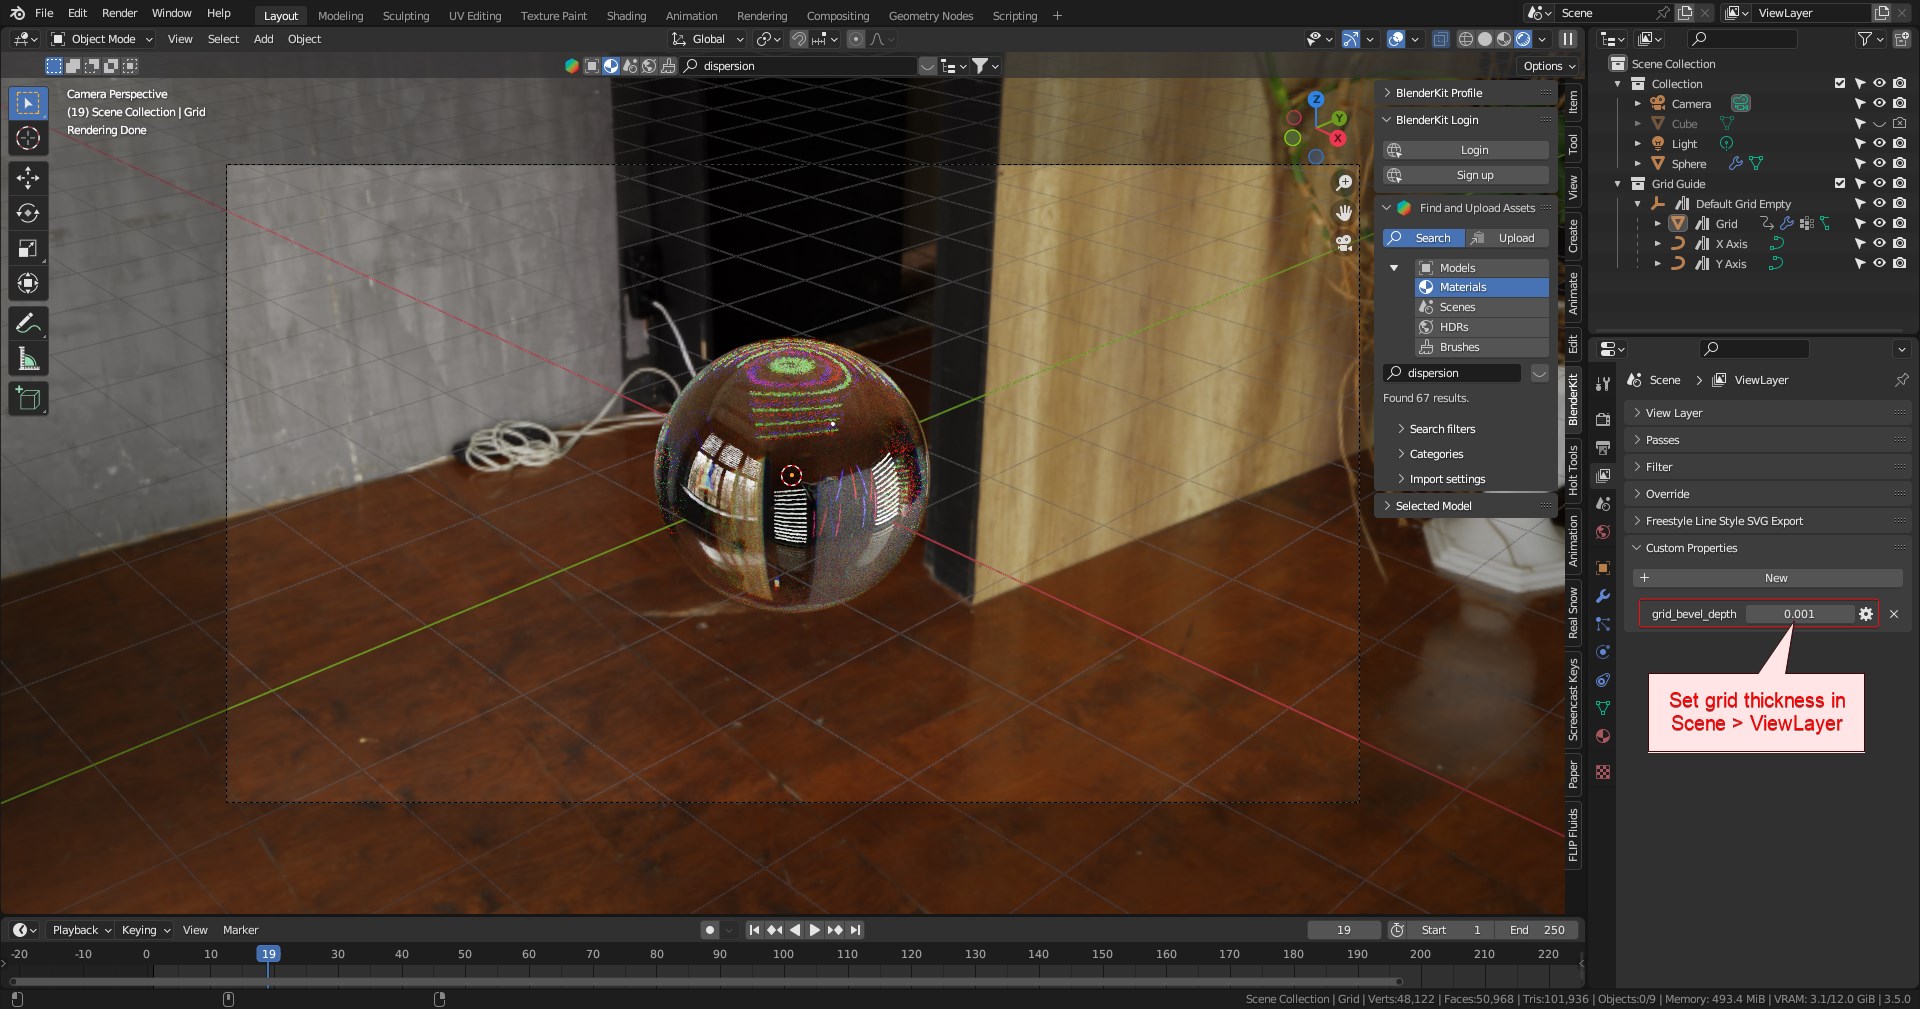 File Edit Render Window Help Layout Modeling Sculpting UV Editing Texture Paint Shading Animation Rendering Compositing Geometry Nodes Scripting + Scene ViewLayer
Object Mode View Select Add Object Global
dispersion Options
Camera Perspective
(19) Scene Collection | Grid
Rendering Done
Z
Y
X
BlenderKit Profile
BlenderKit Login
Login
Sign up
Find and Upload Assets
Search Upload
Models
Materials
Scenes
HDRs
Brushes
dispersion
Found 67 results.
Search filters
Categories
Import settings
Selected Model
Item
Tool
View
Create
Animate
Edit
BlenderKit
Holt Tools
Animation
Real Snow
Screencast Keys
Paper
FLIP Fluids
Scene Collection
Collection
Camera
Cube
Light
Sphere
Grid Guide
Default Grid Empty
Grid
X Axis
Y Axis
Scene > ViewLayer
View Layer
Passes
Filter
Override
Freestyle Line Style SVG Export
Custom Properties
+ New
grid_bevel_depth 0.001
Set grid thickness in
Scene > ViewLayer
Playback Keying View Marker 19 Start 1 End 250
-20 -10 0 10 19 30 40 50 60 70 80 90 100 110 120 130 140 150 160 170 180 190 200 210 220
Scene Collection | Grid | Verts:48,122 | Faces:50,968 | Tris:101,936 | Objects:0/9 | Memory: 493.4 MiB | VRAM: 3.1/12.0 GiB | 3.5.0